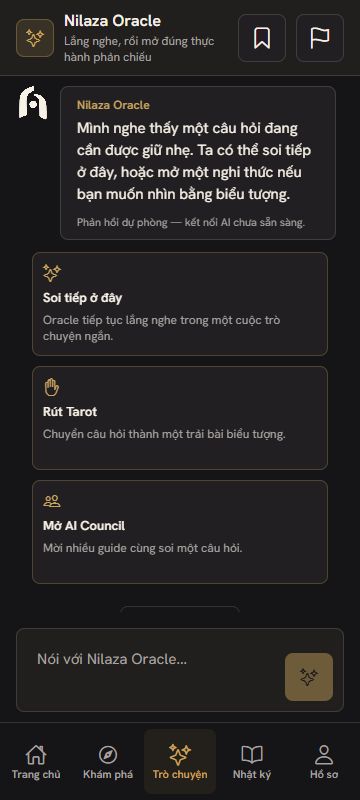 Nilaza Oracle
Lắng nghe, rồi mở đúng thực
hành phản chiếu
Nilaza Oracle
Mình nghe thấy một câu hỏi đang
cần được giữ nhẹ. Ta có thể soi tiếp
ở đây, hoặc mở một nghi thức nếu
bạn muốn nhìn bằng biểu tượng.
Phản hồi dự phòng — kết nối AI chưa sẵn sàng.
Soi tiếp ở đây
Oracle tiếp tục lắng nghe trong một cuộc trò
chuyện ngắn.
Rút Tarot
Chuyển câu hỏi thành một trải bài biểu tượng.
Mở AI Council
Mời nhiều guide cùng soi một câu hỏi.
Nói với Nilaza Oracle...
Trang chủ
Khám phá
Trò chuyện
Nhật ký
Hồ sơ